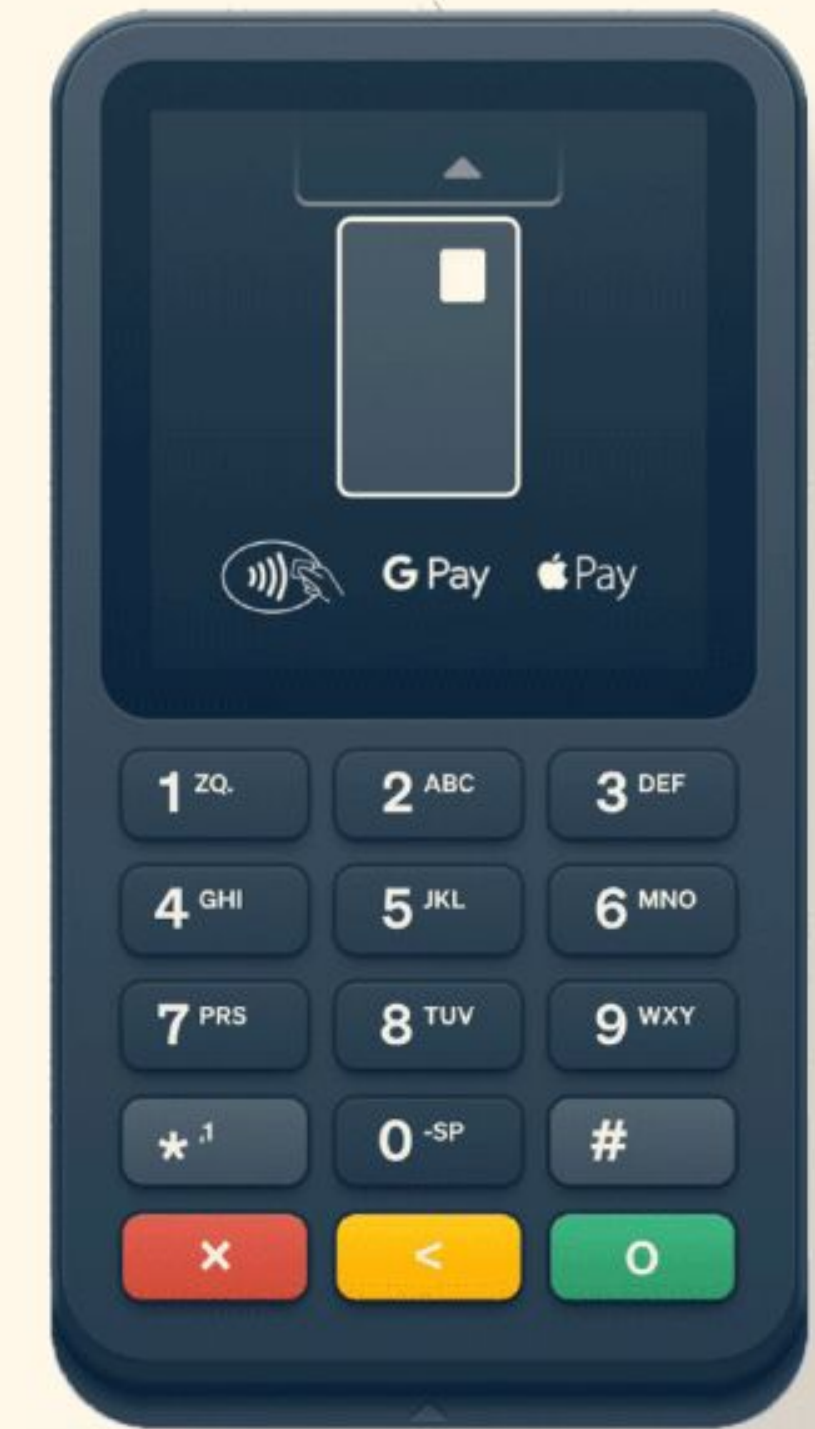 G Pay Pay
1 ZQ. 2 ABC 3 DEF
4 GHI 5 JKL 6 MNO
7 PRS 8 TUV 9 WXY
* ,1 0 -SP #
× < O